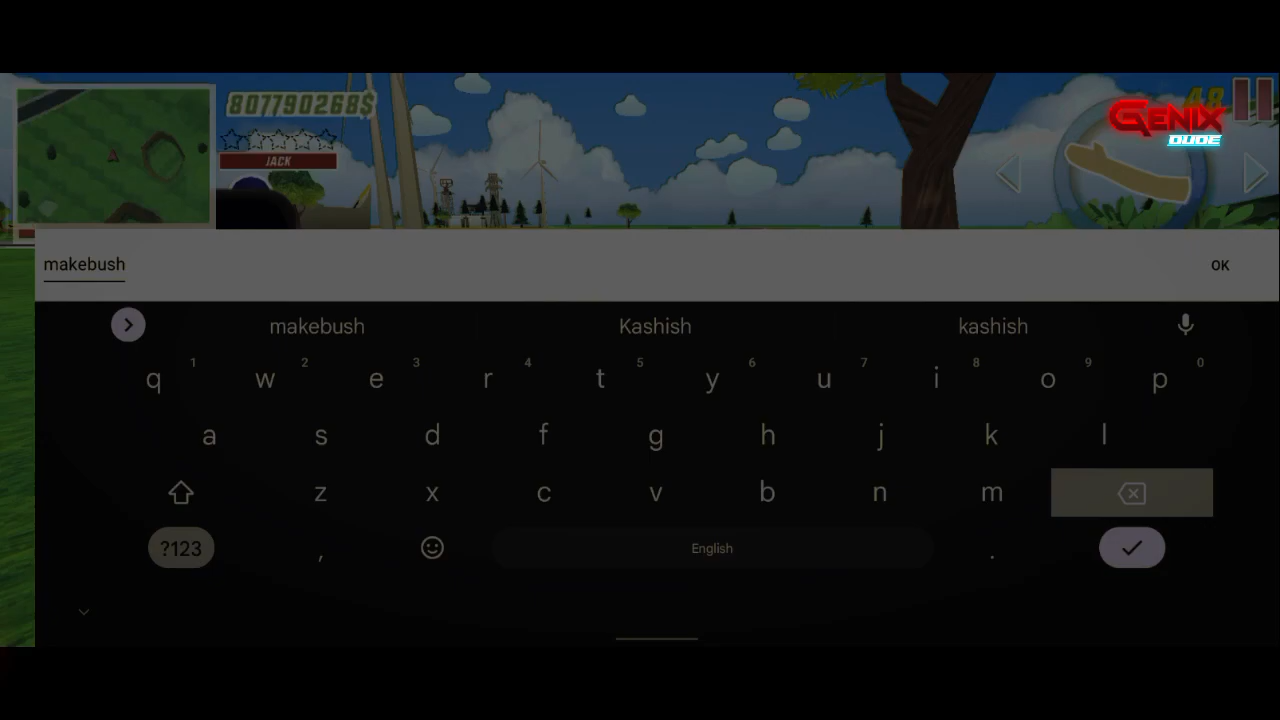 807790268$
48
GENIX
DUDE
JACK
makebush
OK
makebush Kashish kashish
1 2 3 4 5 6 7 8 9 0
q w e r t y u i o p
a s d f g h j k l
z x c v b n m
?123 , English .